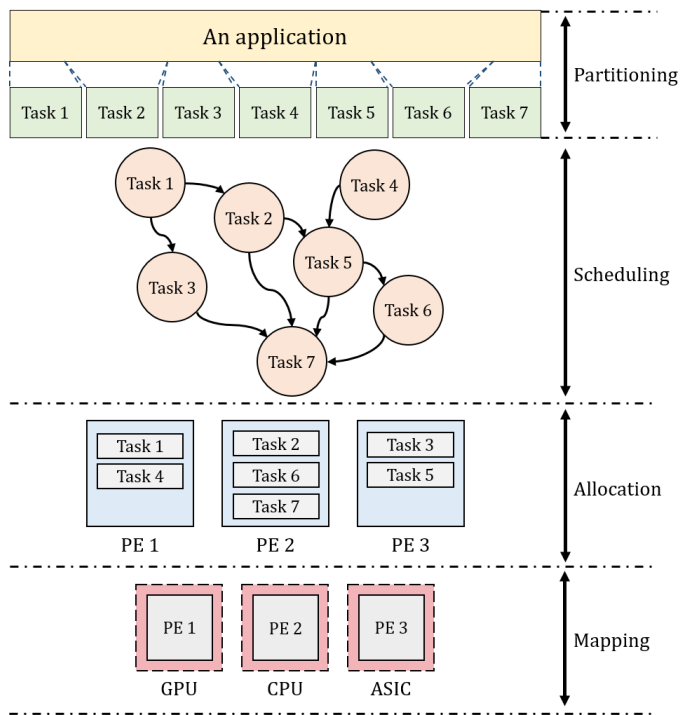 An application
Partitioning
Task 1
Task 2
Task 3
Task 4
Task 5
Task 6
Task 7
Task 1
Task 4
Task 2
Task 5
Task 3
Scheduling
Task 6
Task 7
Task 1
Task 4
Task 2
Task 6
Task 7
Task 3
Task 5
Allocation
PE 1
PE 2
PE 3
PE 1
PE 2
PE 3
Mapping
GPU
CPU
ASIC